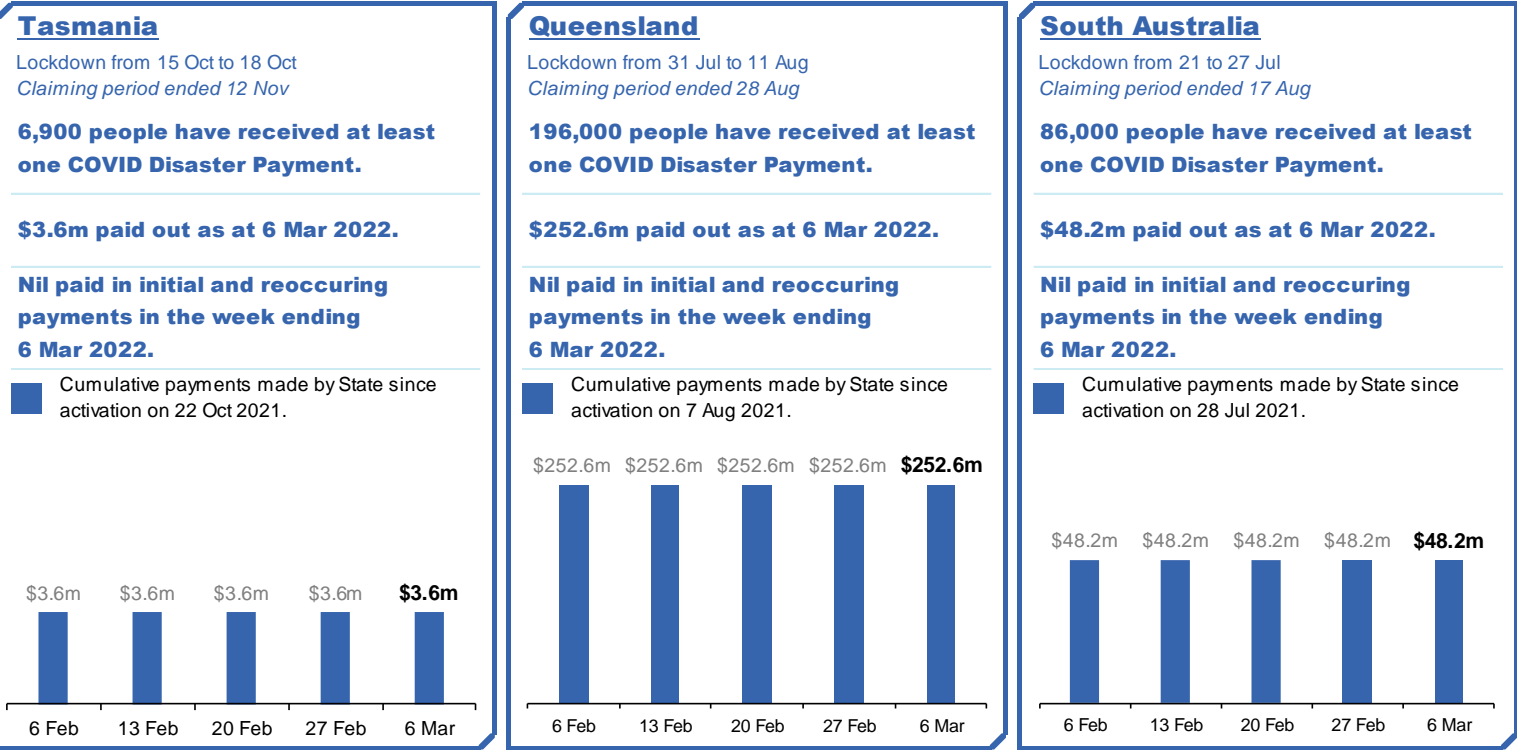 Tasmania
Lockdown from 15 Oct to 18 Oct
Claiming period ended 12 Nov
6,900 people have received at least
one COVID Disaster Payment.
$3.6m paid out as at 6 Mar 2022.
Nil paid in initial and reoccuring
payments in the week ending
6 Mar 2022.
Cumulative payments made by State since
activation on 22 Oct 2021.
$3.6m $3.6m $3.6m $3.6m $3.6m
6 Feb 13 Feb 20 Feb 27 Feb 6 Mar
Queensland
Lockdown from 31 Jul to 11 Aug
Claiming period ended 28 Aug
196,000 people have received at least
one COVID Disaster Payment.
$252.6m paid out as at 6 Mar 2022.
Nil paid in initial and reoccuring
payments in the week ending
6 Mar 2022.
Cumulative payments made by State since
activation on 7 Aug 2021.
$252.6m $252.6m $252.6m $252.6m $252.6m
6 Feb 13 Feb 20 Feb 27 Feb 6 Mar
South Australia
Lockdown from 21 to 27 Jul
Claiming period ended 17 Aug
86,000 people have received at least
one COVID Disaster Payment.
$48.2m paid out as at 6 Mar 2022.
Nil paid in initial and reoccuring
payments in the week ending
6 Mar 2022.
Cumulative payments made by State since
activation on 28 Jul 2021.
$48.2m $48.2m $48.2m $48.2m $48.2m
6 Feb 13 Feb 20 Feb 27 Feb 6 Mar